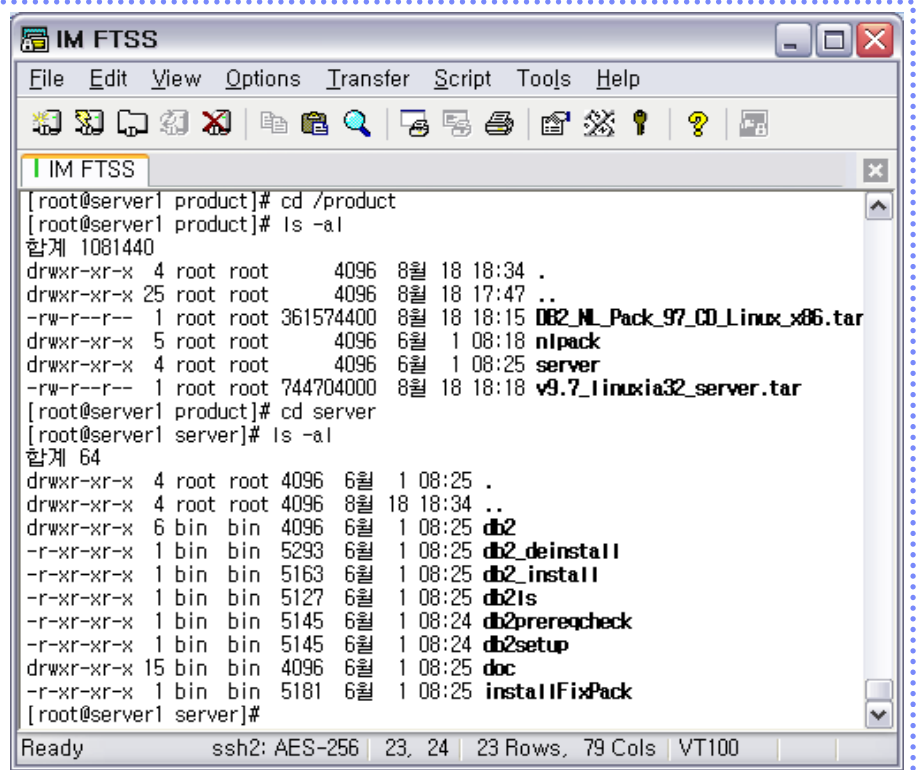 IM FTSS
File Edit View Options Transfer Script Tools Help
IM FTSS
[root@server1 product]# cd /product
[root@server1 product]# ls -al
합계 1081440
drwxr-xr-x 4 root root 4096 8월 18 18:34 .
drwxr-xr-x 25 root root 4096 8월 18 17:47 ..
-rw-r--r-- 1 root root 361574400 8월 18 18:15 DB2_NL_Pack_97_CD_Linux_x86.tar
drwxr-xr-x 5 root root 4096 6월 1 08:18 nlpack
drwxr-xr-x 4 root root 4096 6월 1 08:25 server
-rw-r--r-- 1 root root 744704000 8월 18 18:18 v9.7_linuxia32_server.tar
[root@server1 product]# cd server
[root@server1 server]# ls -al
합계 64
drwxr-xr-x 4 root root 4096 6월 1 08:25 .
drwxr-xr-x 4 root root 4096 8월 18 18:34 ..
drwxr-xr-x 6 bin bin 4096 6월 1 08:25 db2
-r-xr-xr-x 1 bin bin 5293 6월 1 08:25 db2_deinstall
-r-xr-xr-x 1 bin bin 5163 6월 1 08:25 db2_install
-r-xr-xr-x 1 bin bin 5127 6월 1 08:25 db2ls
-r-xr-xr-x 1 bin bin 5145 6월 1 08:24 db2prereqcheck
-r-xr-xr-x 1 bin bin 5145 6월 1 08:24 db2setup
drwxr-xr-x 15 bin bin 4096 6월 1 08:25 doc
-r-xr-xr-x 1 bin bin 5181 6월 1 08:25 installFixPack
[root@server1 server]#
Ready ssh2: AES-256 23, 24 23 Rows, 79 Cols VT100